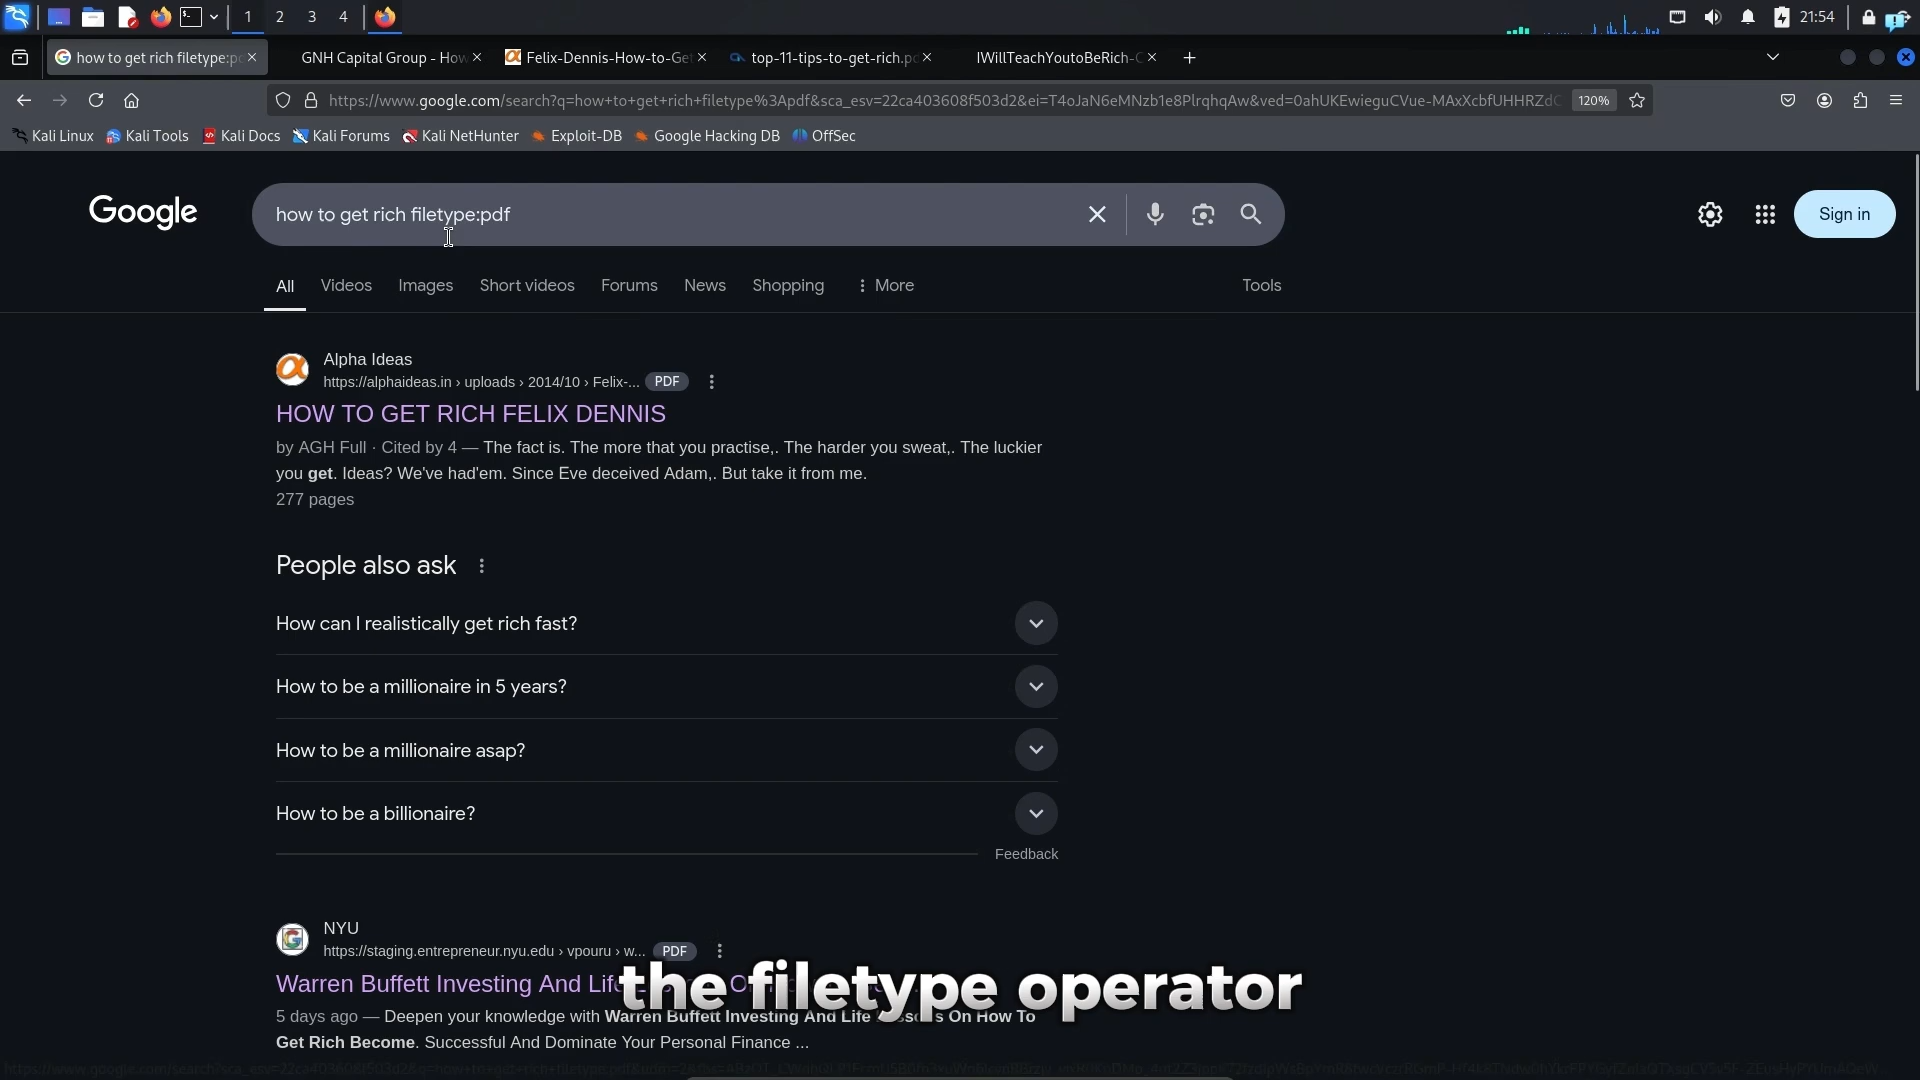 1 2 3 4 21:54
how to get rich filetype:p GNH Capital Group - How Felix-Dennis-How-to-Ge top-11-tips-to-get-rich.p IWillTeachYoutoBeRich-
https://www.google.com/search?q=how+to+get+rich+filetype%3Apdf&sca_esv=22ca403608f503d2&ei=T4oJaN6eMNzb1e8PlrqhqAw&ved=0ahUKEwieguCVue-MAxXcbfUHHRZd 120%
Kali Linux Kali Tools Kali Docs Kali Forums Kali NetHunter Exploit-DB Google Hacking DB OffSec
Google how to get rich filetype:pdf Sign in
All Videos Images Short videos Forums News Shopping More Tools
Alpha Ideas
https://alphaideas.in › uploads › 2014/10 › Felix-... PDF
HOW TO GET RICH FELIX DENNIS
by AGH Full · Cited by 4 — The fact is. The more that you practise,. The harder you sweat,. The luckier
you get. Ideas? We've had'em. Since Eve deceived Adam,. But take it from me.
277 pages
People also ask
How can I realistically get rich fast?
How to be a millionaire in 5 years?
How to be a millionaire asap?
How to be a billionaire?
Feedback
NYU
https://staging.entrepreneur.nyu.edu › vpouru › w... PDF
Warren Buffett Investing And Life
the filetype operator
5 days ago — Deepen your knowledge with Warren Buffett Investing And Life On How To
Get Rich Become. Successful And Dominate Your Personal Finance ...